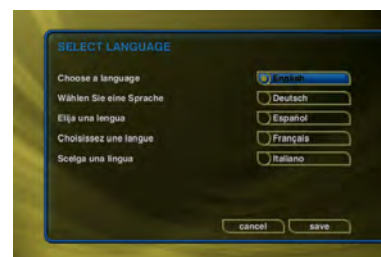 SELECT LANGUAGE
Choose a language English
Wählen Sie eine Sprache Deutsch
Elija una lengua Español
Choisissez une langue Français
Scelga una lingua Italiano
cancel save